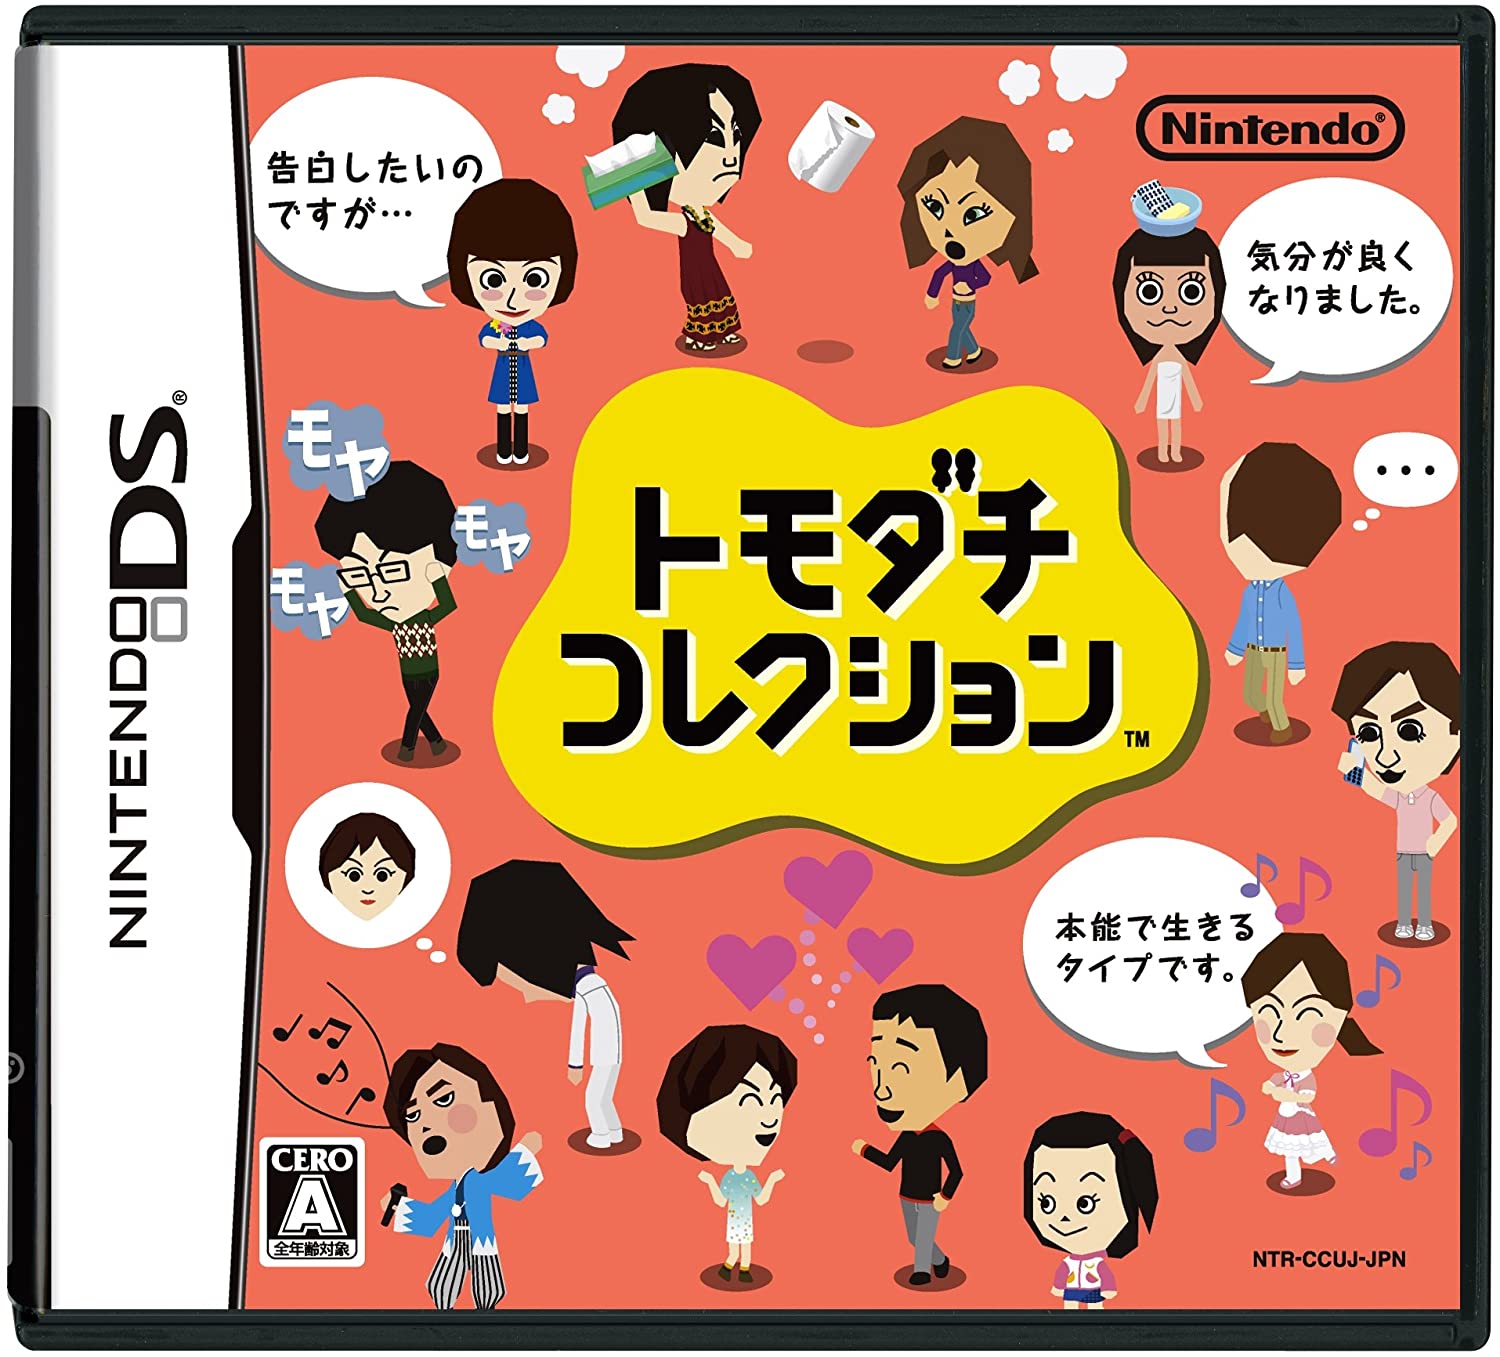 Nintendo®
告白したいの
ですが…
気分が良く
なりました。
モヤ
モヤ
モヤ
...
トモダチ
コレクション™
NINTENDO DS®
本能で生きる
タイプです。
CERO
A
全年齢対象
NTR-CCUJ-JPN